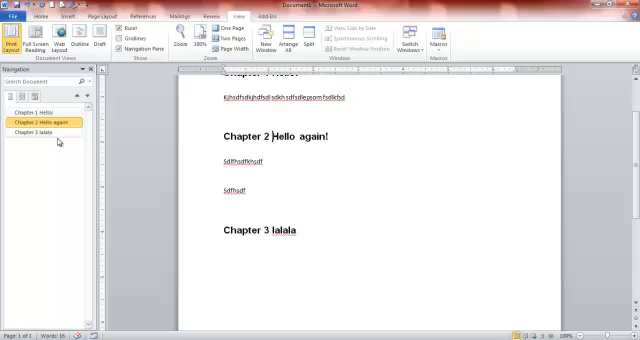 Document1 - Microsoft Word
File Home Insert Page Layout References Mailings Review View Add-Ins
Print Layout
Full Screen Reading
Web Layout
Outline
Draft
Document Views
Ruler
Gridlines
Navigation Pane
Show
Zoom
100%
One Page
Two Pages
Page Width
Zoom
New Window
Arrange All
Split
View Side by Side
Synchronous Scrolling
Reset Window Position
Window
Switch Windows
Macros
Macros
Navigation
Search Document
Chapter 1 Hello!
Chapter 2 Hello again!
Chapter 3 lalala
Chapter 1 Hello!
Chapter 2 Hello again!
Sdlfhsdfkhsdf
Sdfhsdf
Chapter 3 lalala
Page: 1 of 1 Words: 16
100%